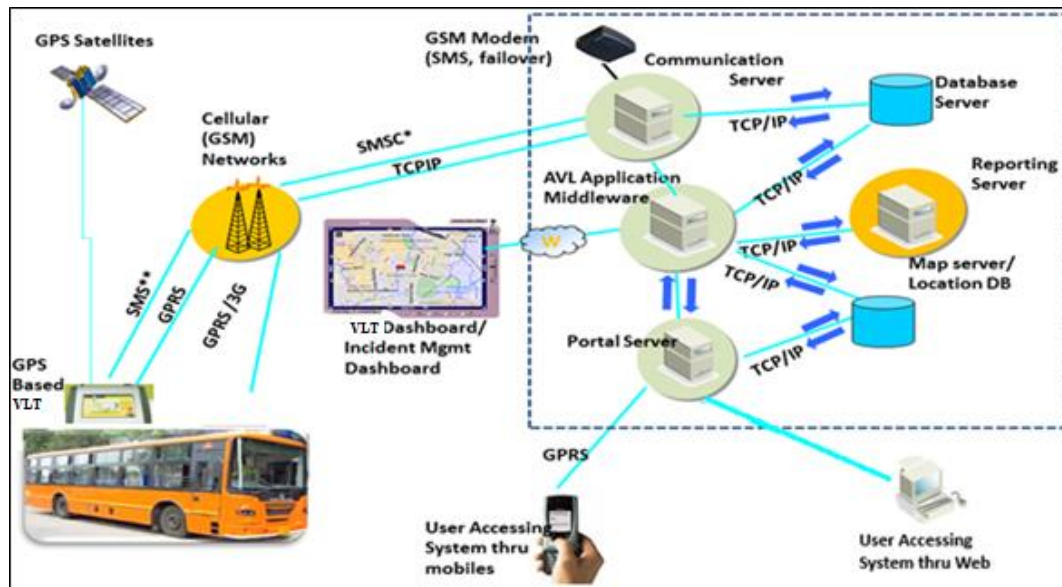 GPS Satellites
GSM Modem
(SMS, failover)
Communication
Server
Database
Server
TCP/IP
Cellular
(GSM)
Networks
SMSC*
TCPIP
AVL Application
Middleware
TCP/IP
Reporting
Server
W
TCP/IP
Map server/
Location DB
TCP/IP
SMS**
GPRS
GPRS /3G
VLT Dashboard/
Incident Mgmt
Dashboard
Portal Server
TCP/IP
GPS
Based
VLT
GPRS
User Accessing
System thru
mobiles
User Accessing
System thru Web